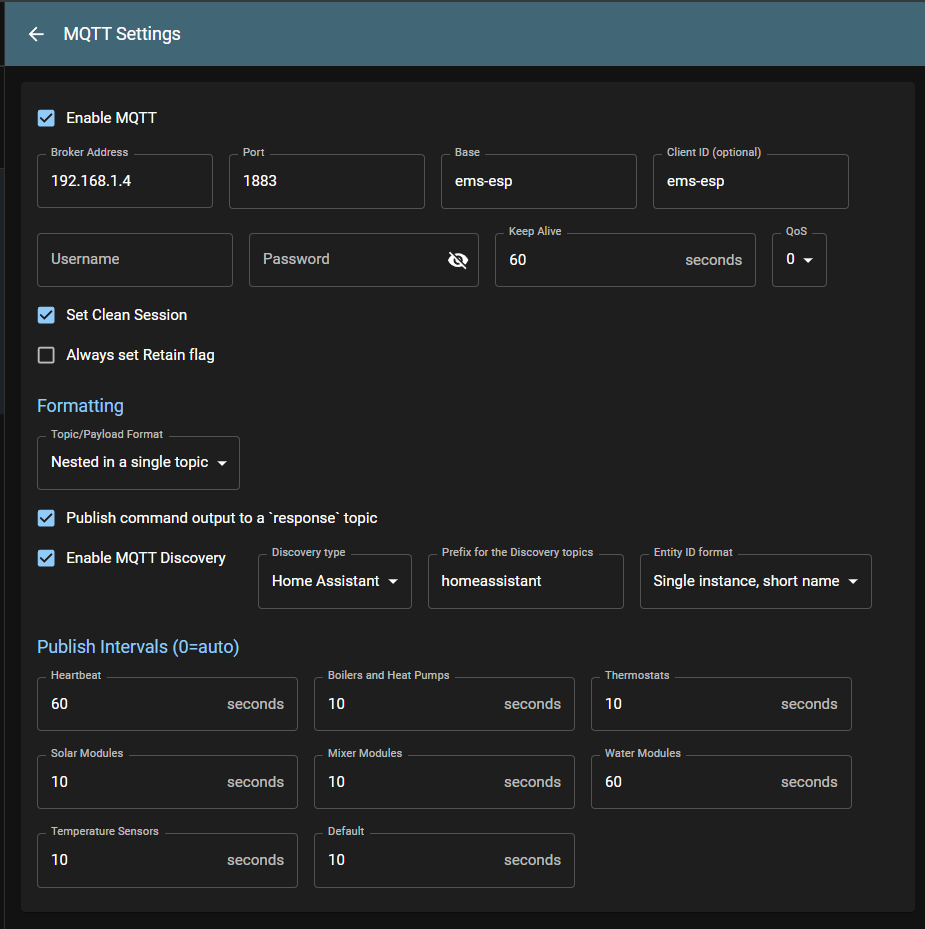 MQTT Settings
Enable MQTT
Broker Address Port Base Client ID (optional)
192.168.1.4 1883 ems-esp ems-esp
Keep Alive QoS
Username Password 60 seconds 0
Set Clean Session
Always set Retain flag
Formatting
Topic/Payload Format
Nested in a single topic
Publish command output to a `response` topic
Discovery type Prefix for the Discovery topics Entity ID format
Enable MQTT Discovery Home Assistant homeassistant Single instance, short name
Publish Intervals (0=auto)
Heartbeat Boilers and Heat Pumps Thermostats
60 seconds 10 seconds 10 seconds
Solar Modules Mixer Modules Water Modules
10 seconds 10 seconds 60 seconds
Temperature Sensors Default
10 seconds 10 seconds